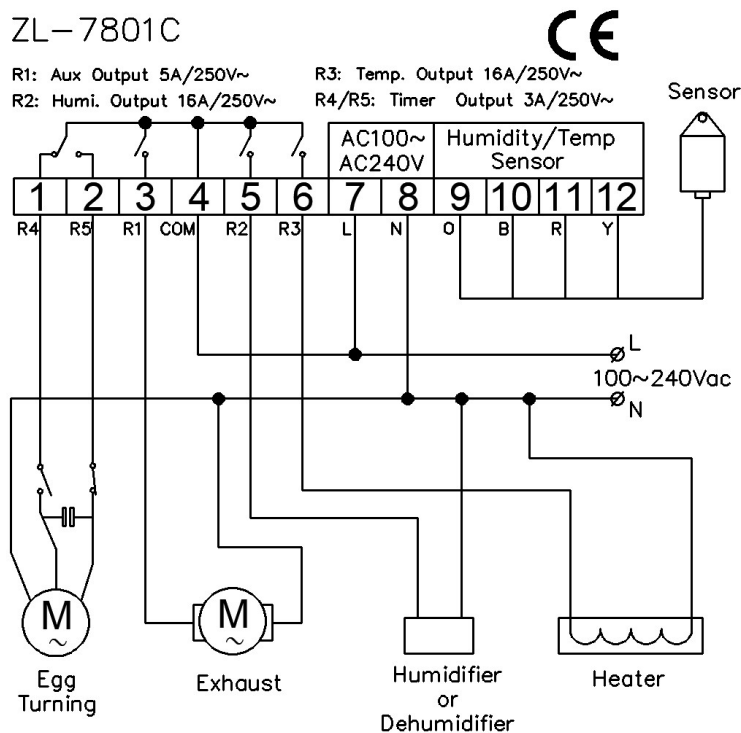 ZL-7801C
CE
R1: Aux Output 5A/250V~
R3: Temp. Output 16A/250V~
R2: Humi. Output 16A/250V~
R4/R5: Timer Output 3A/250V~
Sensor
AC100~
AC240V
Humidity/Temp
Sensor
1 2 3 4 5 6 7 8 9 10 11 12
R4 R5 R1 COM R2 R3 L N O B R Y
L
100~240Vac
N
M
~
M
~
Egg
Turning
Exhaust
Humidifier
or
Dehumidifier
Heater